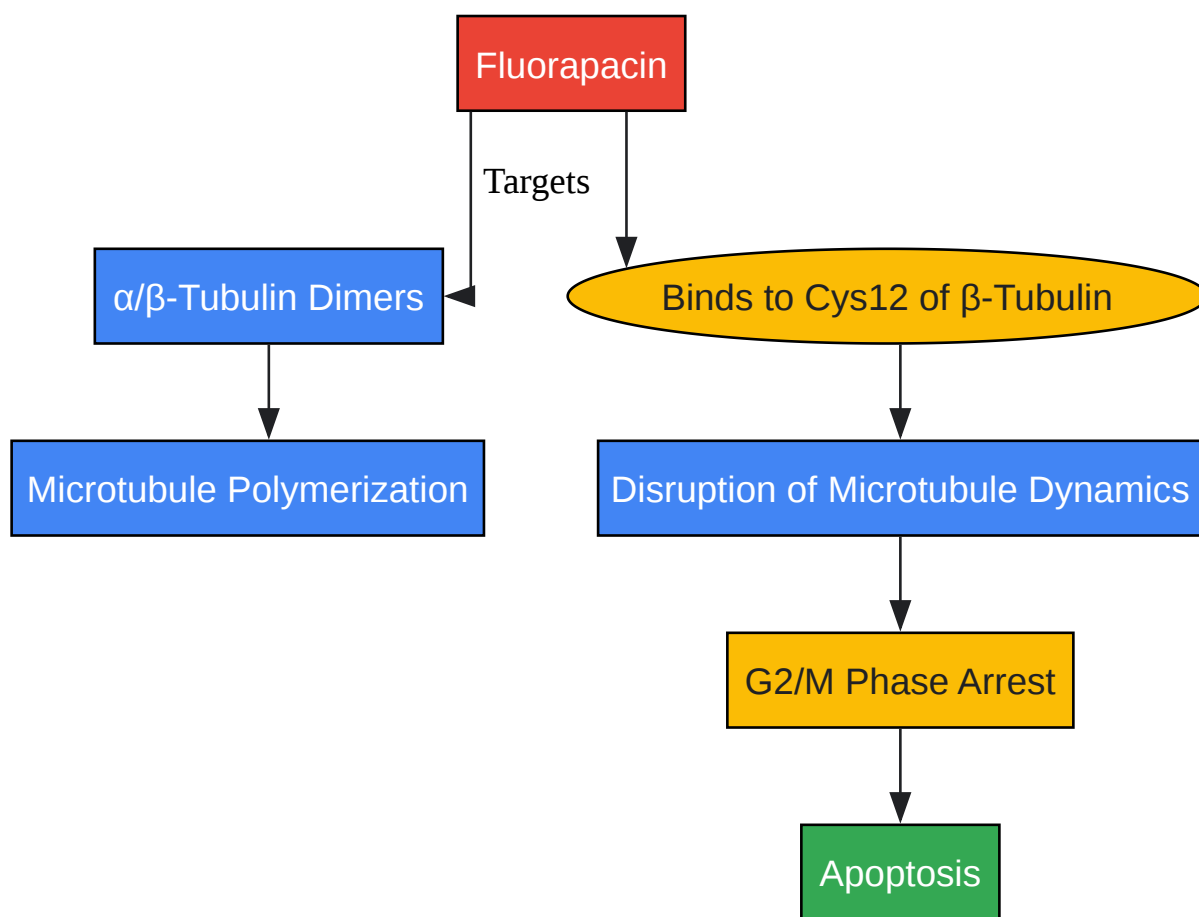 Fluorapacin
Targets
α/β-Tubulin Dimers
Binds to Cys12 of β-Tubulin
Microtubule Polymerization
Disruption of Microtubule Dynamics
G2/M Phase Arrest
Apoptosis